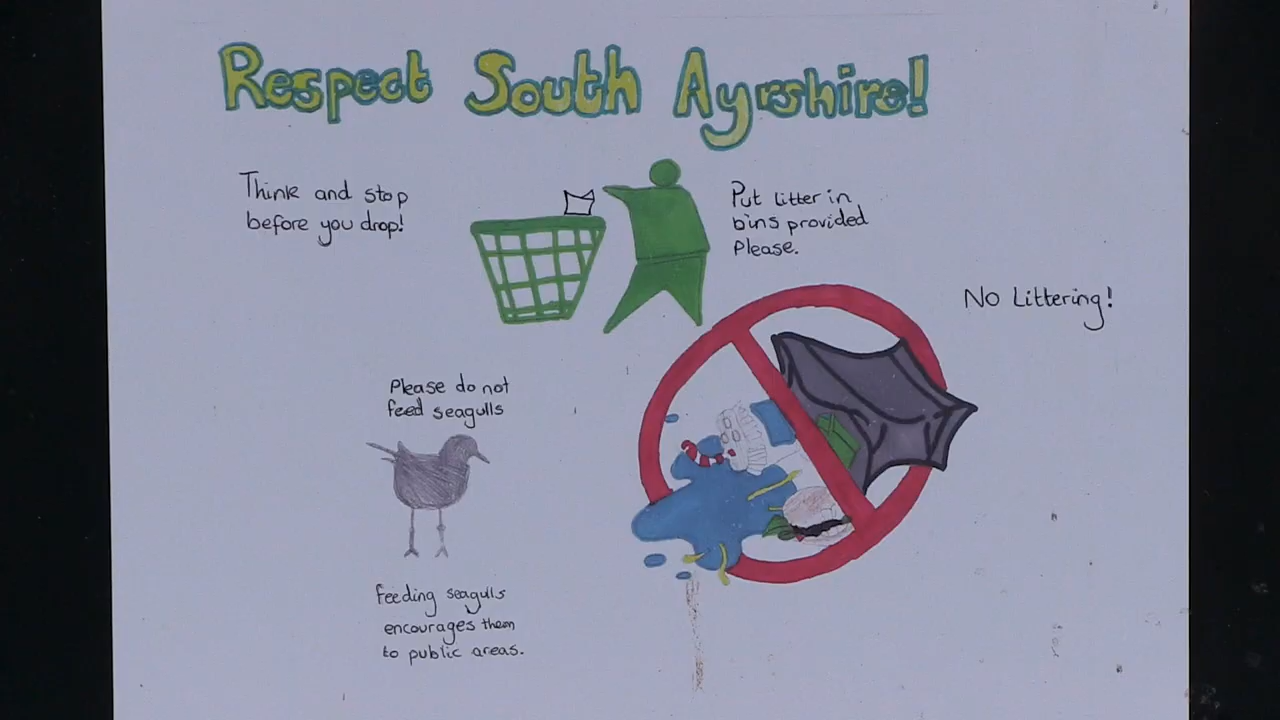 Respect South Ayrshire!
Think and stop
before you drop!
Put litter in
bins provided
Please.
No Littering!
Please do not
feed seagulls
Feeding seagulls
encourages them
to public areas.